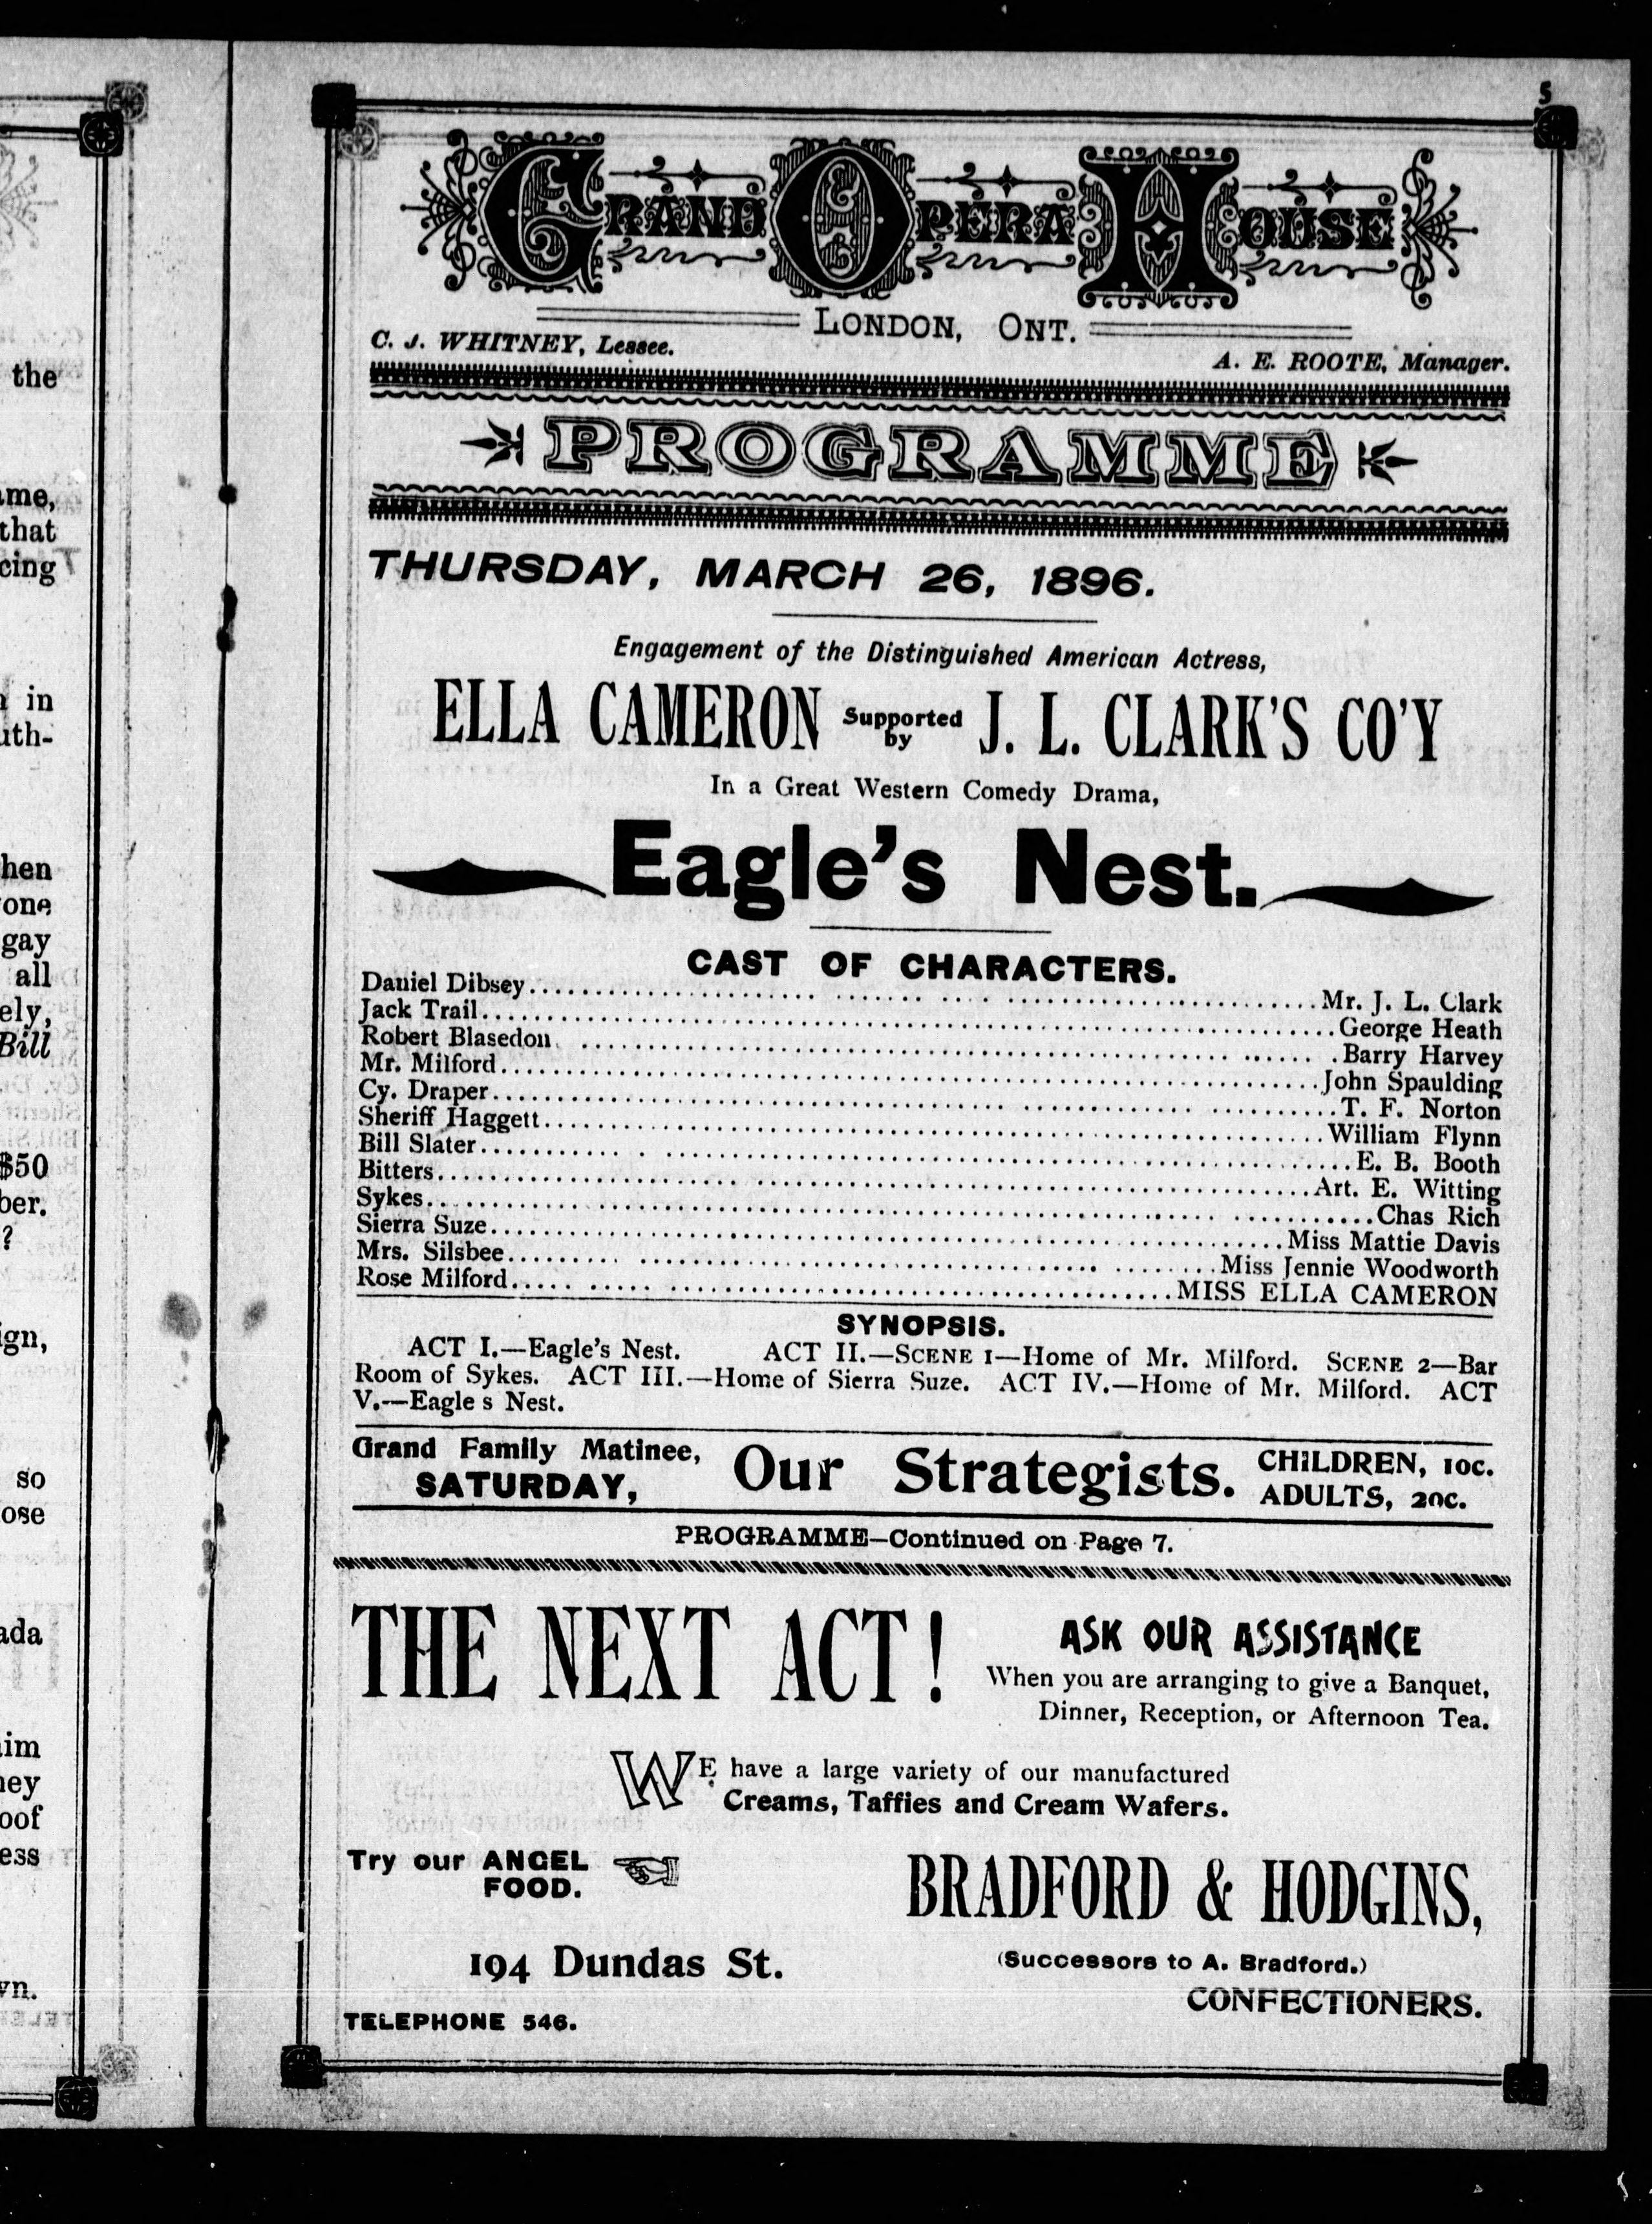 the
me,
that
cing
in
uth-
hen
one
gay
all
ely,
Bill
$50
ber.
?
ign,
so
ose
ada
im
ney
oof
ess
vn.
5
GRAND OPERA HOUSE
LONDON, ONT.
C. J. WHITNEY, Lessee.
A. E. ROOTE, Manager.
PROGRAMME
THURSDAY, MARCH 26, 1896.
Engagement of the Distinguished American Actress,
ELLA CAMERON Supported by J. L. CLARK'S CO'Y
In a Great Western Comedy Drama,
Eagle's Nest.
CAST OF CHARACTERS.
Daniel Dibsey........Mr. J. L. Clark
Jack Trail........George Heath
Robert Blasedon........Barry Harvey
Mr. Milford........John Spaulding
Cy. Draper........T. F. Norton
Sheriff Haggett........William Flynn
Bill Slater........E. B. Booth
Bitters........Art. E. Witting
Sykes........Chas Rich
Sierra Suze........Miss Mattie Davis
Mrs. Silsbee........Miss Jennie Woodworth
Rose Milford........MISS ELLA CAMERON
SYNOPSIS.
ACT I.—Eagle's Nest. ACT II.—SCENE 1—Home of Mr. Milford. SCENE 2—Bar
Room of Sykes. ACT III.—Home of Sierra Suze. ACT IV.—Home of Mr. Milford. ACT
V.—Eagle s Nest.
Grand Family Matinee,
SATURDAY,
Our Strategists.
CHILDREN, 10c.
ADULTS, 20c.
PROGRAMME—Continued on Page 7.
THE NEXT ACT!
ASK OUR ASSISTANCE
When you are arranging to give a Banquet,
Dinner, Reception, or Afternoon Tea.
WE have a large variety of our manufactured
Creams, Taffies and Cream Wafers.
Try our ANGEL
FOOD.
BRADFORD & HODGINS,
194 Dundas St.
(Successors to A. Bradford.)
CONFECTIONERS.
TELEPHONE 546.